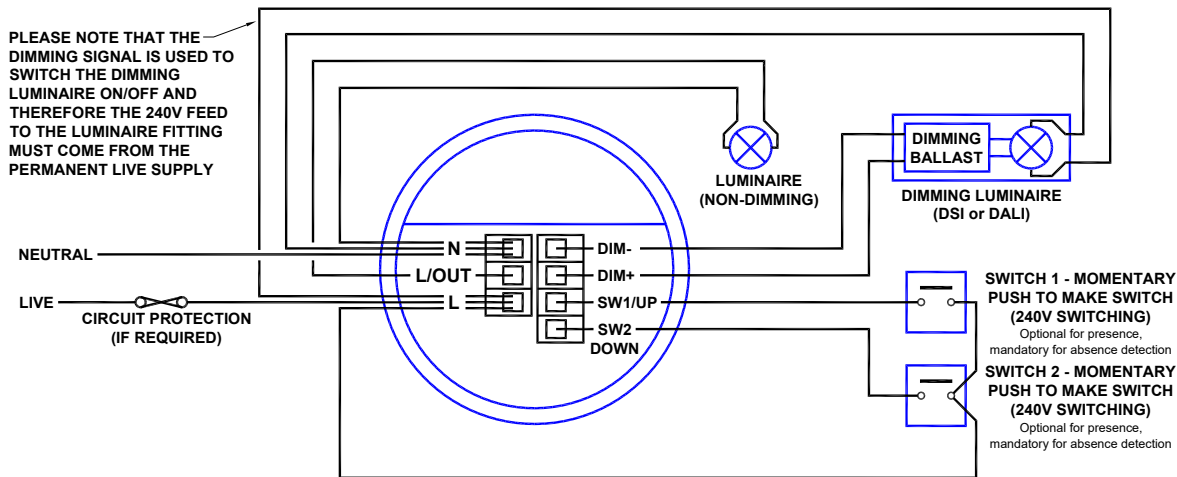 PLEASE NOTE THAT THE
DIMMING SIGNAL IS USED TO
SWITCH THE DIMMING
LUMINAIRE ON/OFF AND
THEREFORE THE 240V FEED
TO THE LUMINAIRE FITTING
MUST COME FROM THE
PERMANENT LIVE SUPPLY
LUMINAIRE
(NON-DIMMING)
DIMMING
BALLAST
DIMMING LUMINAIRE
(DSI or DALI)
NEUTRAL
LIVE
CIRCUIT PROTECTION
(IF REQUIRED)
N
L/OUT
L
DIM-
DIM+
SW1/UP
SW2
DOWN
SWITCH 1 - MOMENTARY
PUSH TO MAKE SWITCH
(240V SWITCHING)
Optional for presence,
mandatory for absence detection
SWITCH 2 - MOMENTARY
PUSH TO MAKE SWITCH
(240V SWITCHING)
Optional for presence,
mandatory for absence detection